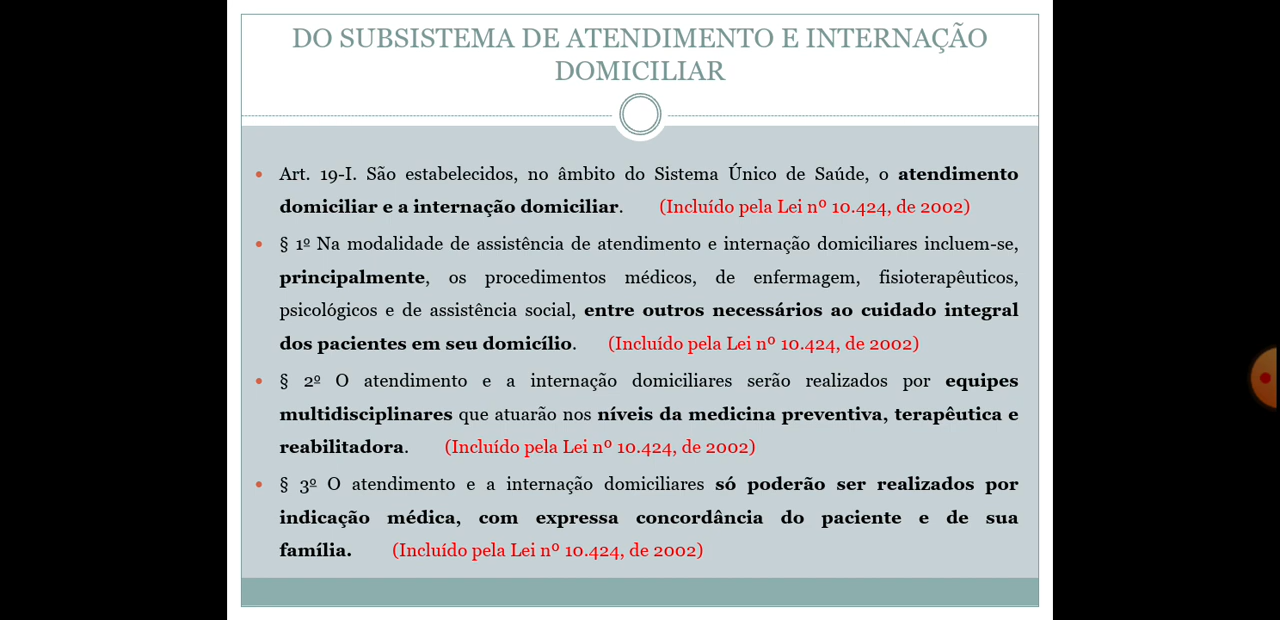 DO SUBSISTEMA DE ATENDIMENTO E INTERNAÇÃO
DOMICILIAR
Art. 19-I. São estabelecidos, no âmbito do Sistema Único de Saúde, o atendimento
domiciliar e a internação domiciliar. (Incluído pela Lei nº 10.424, de 2002)
§ 1º Na modalidade de assistência de atendimento e internação domiciliares incluem-se,
principalmente, os procedimentos médicos, de enfermagem, fisioterapêuticos,
psicológicos e de assistência social, entre outros necessários ao cuidado integral
dos pacientes em seu domicílio. (Incluído pela Lei nº 10.424, de 2002)
§ 2º O atendimento e a internação domiciliares serão realizados por equipes
multidisciplinares que atuarão nos níveis da medicina preventiva, terapêutica e
reabilitadora. (Incluído pela Lei nº 10.424, de 2002)
§ 3º O atendimento e a internação domiciliares só poderão ser realizados por
indicação médica, com expressa concordância do paciente e de sua
família. (Incluído pela Lei nº 10.424, de 2002)